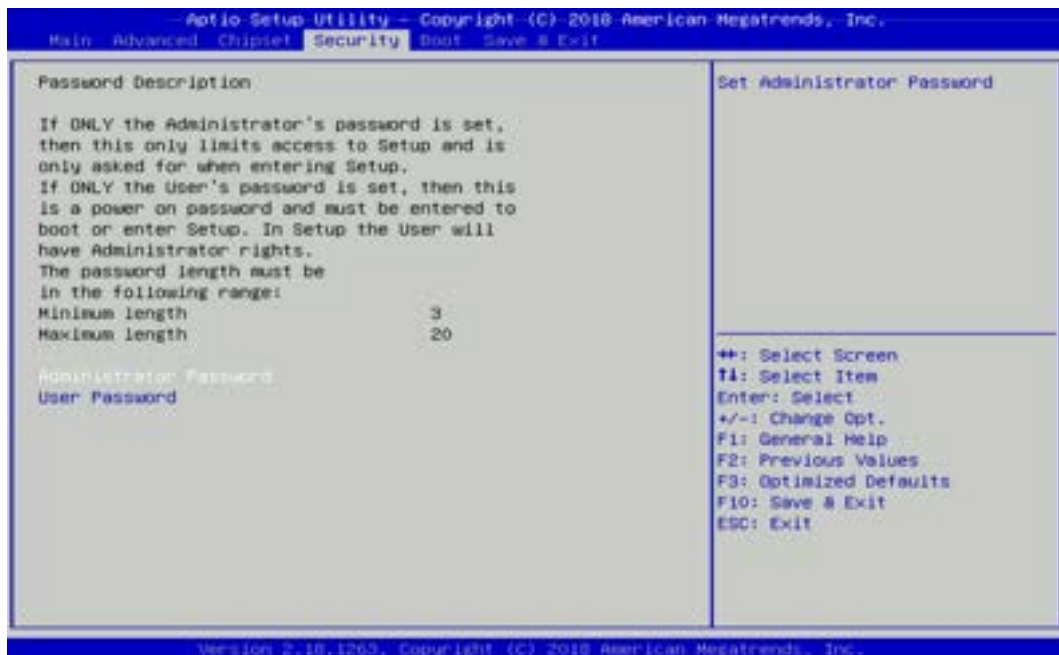 Aptio Setup Utility – Copyright (C) 2018 American Megatrends, Inc.
Main Advanced Chipset Security Boot Save & Exit
Password Description
If ONLY the Administrator's password is set,
then this only limits access to Setup and is
only asked for when entering Setup.
If ONLY the User's password is set, then this
is a power on password and must be entered to
boot or enter Setup. In Setup the User will
have Administrator rights.
The password length must be
in the following range:
Minimum length 3
Maximum length 20
Administrator Password
User Password
Set Administrator Password
→←: Select Screen
↑↓: Select Item
Enter: Select
+/-: Change Opt.
F1: General Help
F2: Previous Values
F3: Optimized Defaults
F10: Save & Exit
ESC: Exit
Version 2.18.1263. Copyright (C) 2018 American Megatrends, Inc.